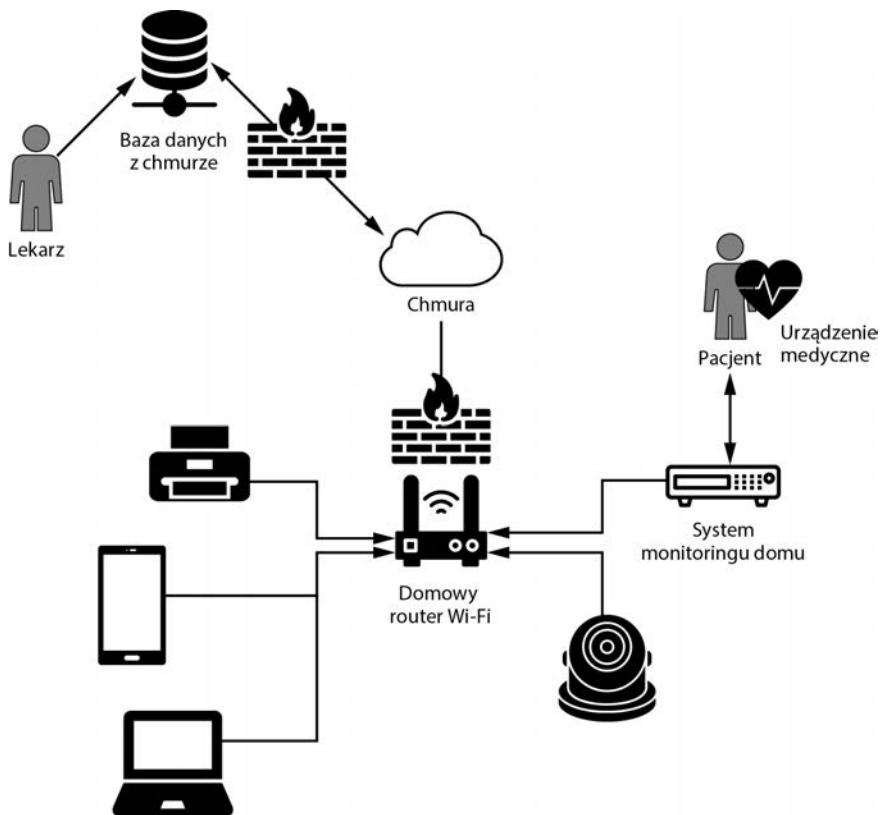 Baza danych
z chmurze
Lekarz
Chmura
Urządzenie
medyczne
Pacjent
System
monitoringu domu
Domowy
router Wi-Fi